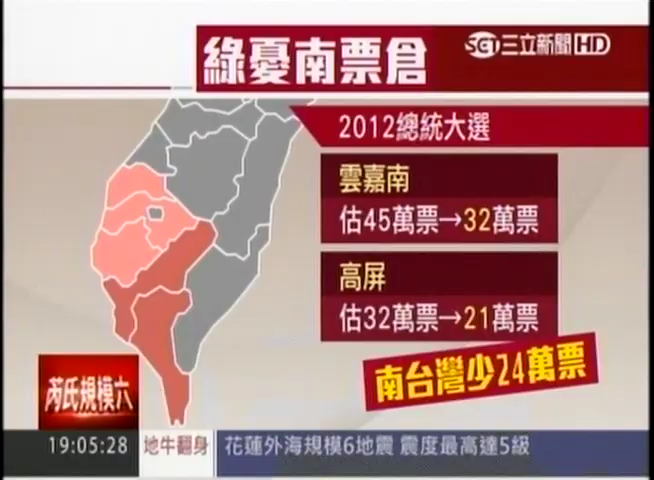 綠憂南票倉
SET三立新聞HD
2012總統大選
雲嘉南
估45萬票→32萬票
高屏
估32萬票→21萬票
南台灣少24萬票
芮氏規模六
19:05:28
地牛翻身
花蓮外海規模6地震 震度最高達5級